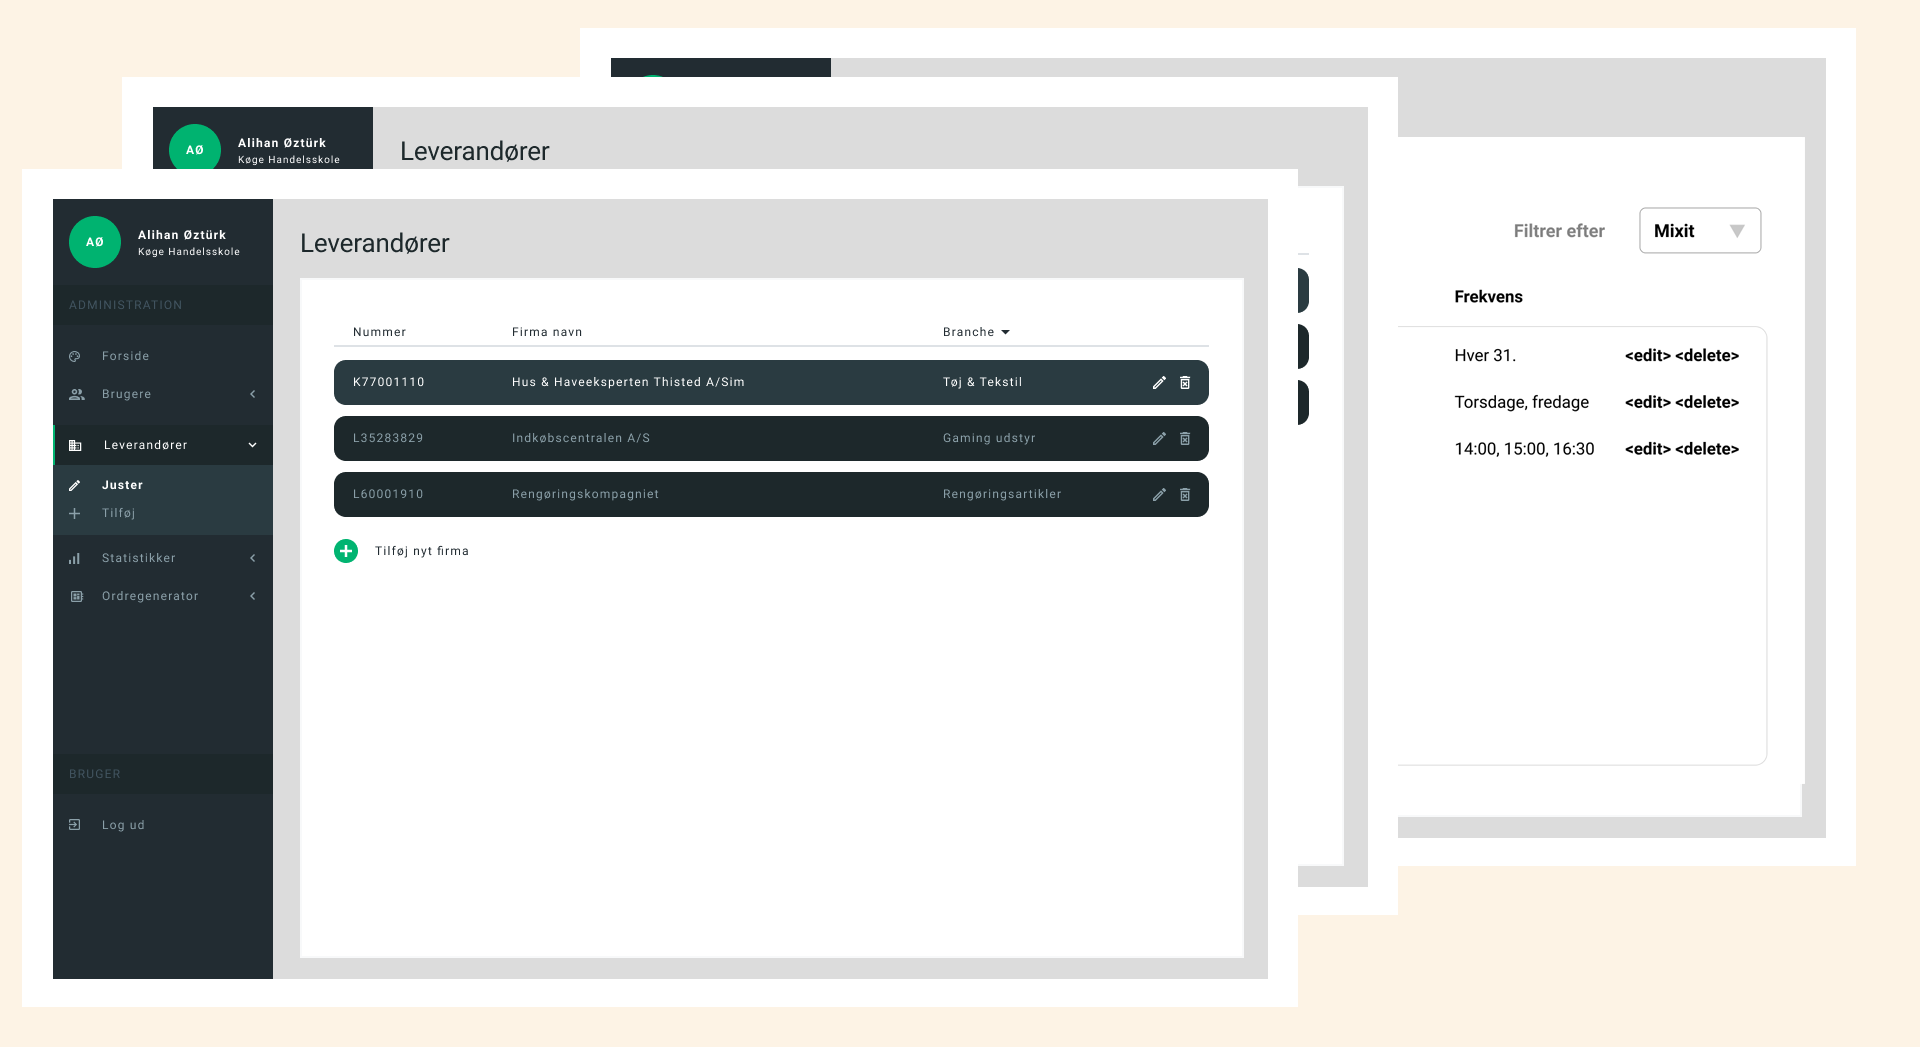 AØ
Alihan Øztürk
Køge Handelsskole
Leverandører
AØ
Alihan Øztürk
Køge Handelsskole
ADMINISTRATION
Forside
Brugere
Leverandører
Juster
Tilføj
Statistikker
Ordregenerator
BRUGER
Log ud
Leverandører
Nummer Firma navn Branche
K77001110 Hus & Haveeksperten Thisted A/Sim Tøj & Tekstil
L35283829 Indkøbscentralen A/S Gaming udstyr
L60001910 Rengøringskompagniet Rengøringsartikler
Tilføj nyt firma
Filtrer efter Mixit
Frekvens
Hver 31. <edit> <delete>
Torsdage, fredage <edit> <delete>
14:00, 15:00, 16:30 <edit> <delete>